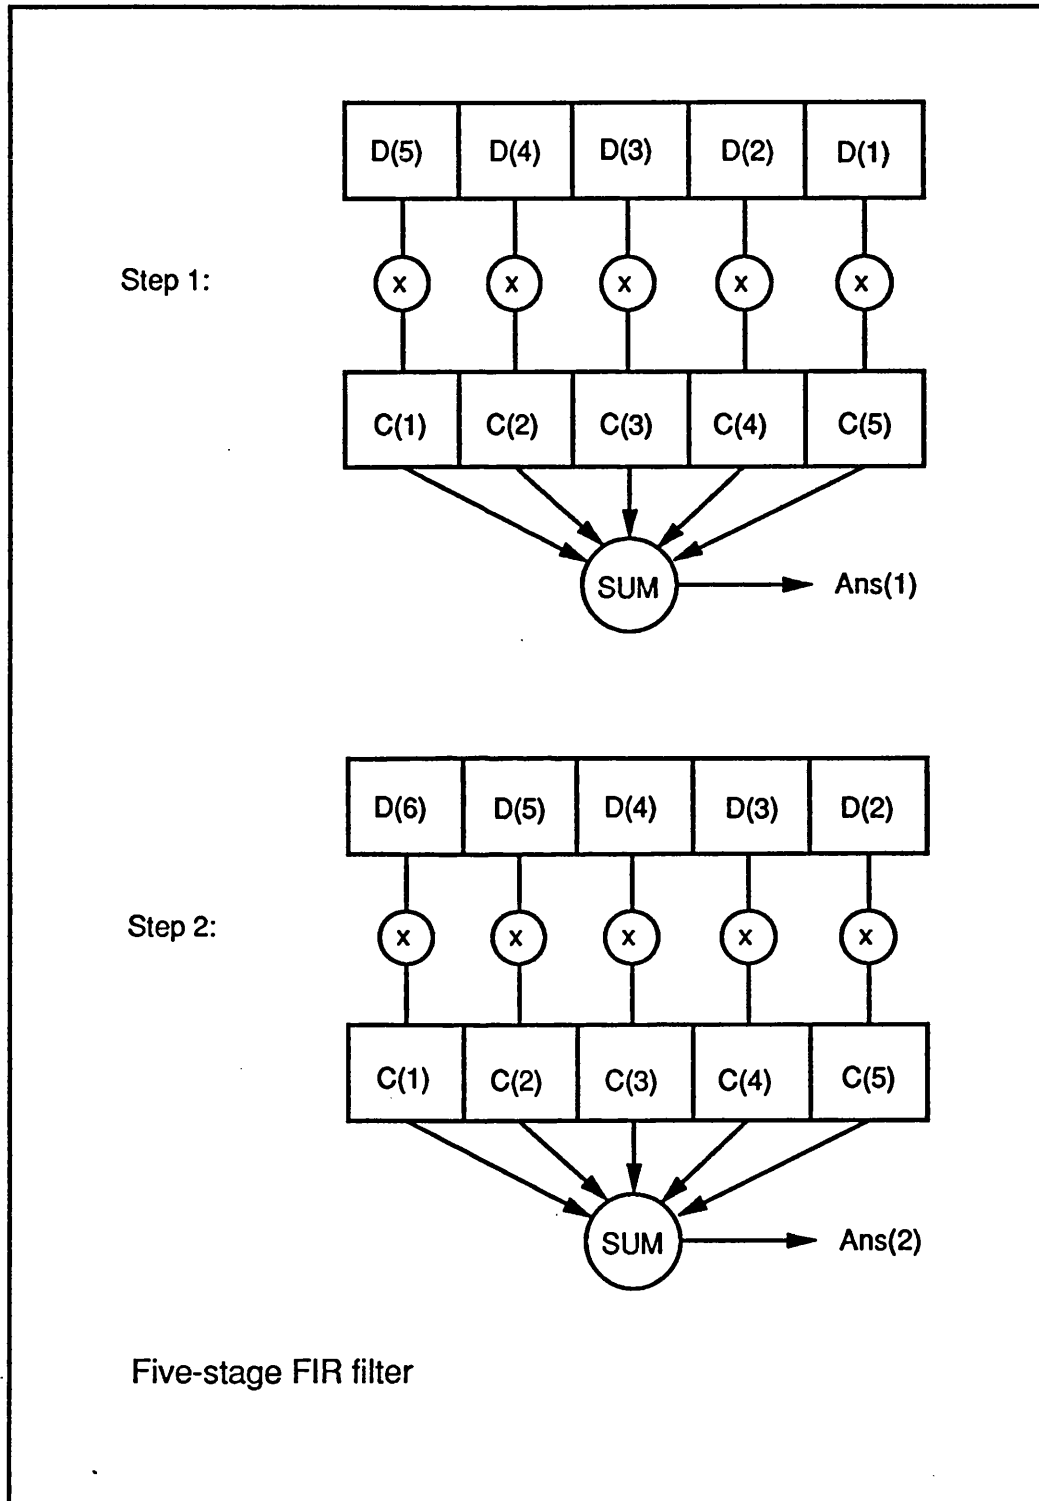 D(5) D(4) D(3) D(2) D(1)
Step 1:
x x x x x
C(1) C(2) C(3) C(4) C(5)
SUM
Ans(1)
D(6) D(5) D(4) D(3) D(2)
Step 2:
x x x x x
C(1) C(2) C(3) C(4) C(5)
SUM
Ans(2)
Five-stage FIR filter